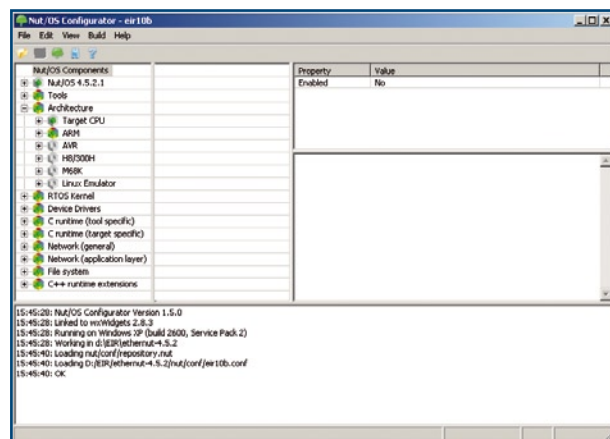 Nut/OS Configurator - eir10b
File Edit View Build Help
Nut/OS Components
Nut/OS 4.5.2.1
Tools
Architecture
Target CPU
ARM
AVR
H8/300H
M68K
Linux Emulator
RTOS Kernel
Device Drivers
C runtime (tool specific)
C runtime (target specific)
Network (general)
Network (application layer)
File system
C++ runtime extensions
Property Value
Enabled No
15:45:28: Nut/OS Configurator Version 1.5.0
15:45:28: Linked to wxWidgets 2.8.3
15:45:28: Running on Windows XP (build 2600, Service Pack 2)
15:45:28: Working in d:\EIR\ethernut-4.5.2
15:45:40: Loading nut/conf/repository.nut
15:45:40: Loading D:/EIR/ethernut-4.5.2/nut/conf/eir10b.conf
15:45:40: OK